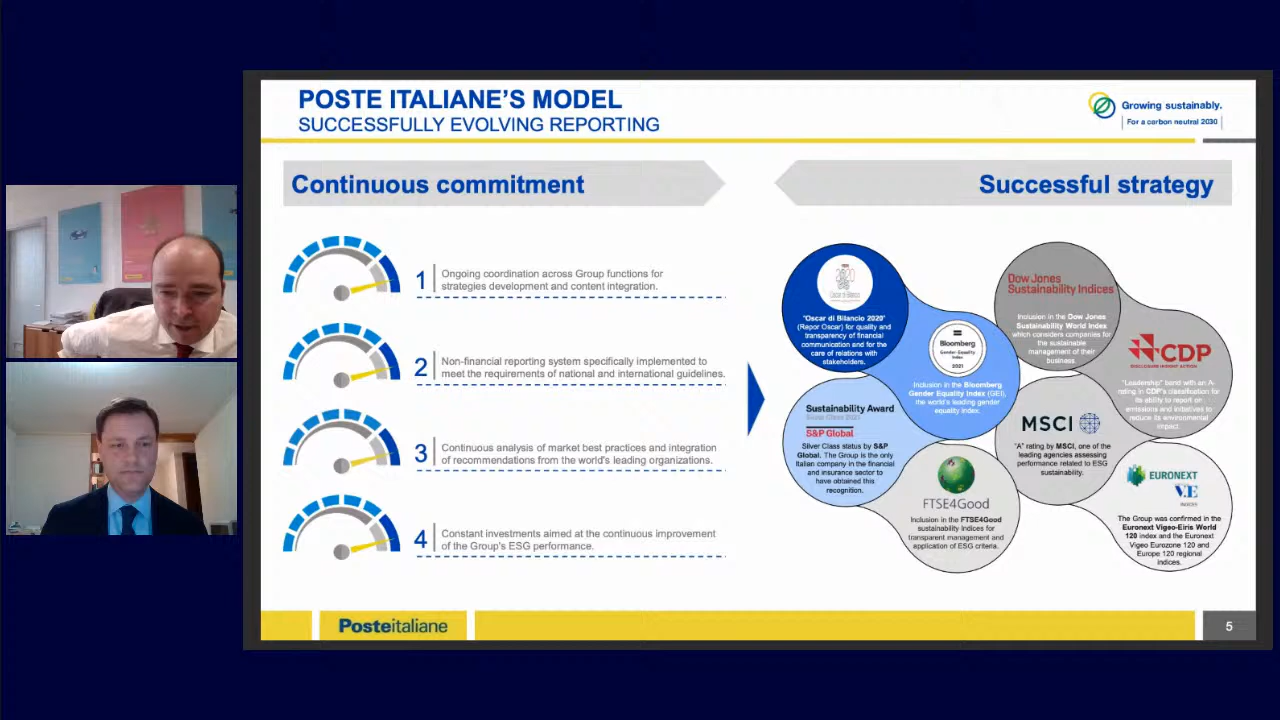 POSTE ITALIANE'S MODEL
SUCCESSFULLY EVOLVING REPORTING
Growing sustainably.
For a carbon neutral 2030
Continuous commitment
Successful strategy
1
Ongoing coordination across Group functions for
strategies development and content integration.
2
Non-financial reporting system specifically implemented to
meet the requirements of national and international guidelines.
3
Continuous analysis of market best practices and integration
of recommendations from the world's leading organizations.
4
Constant investments aimed at the continuous improvement
of the Group's ESG performance.
Oscar di Bilancio
"Oscar di Bilancio 2020"
(Repor Oscar) for quality and
transparency of financial
communication and for the
care of relations with
stakeholders.
Bloomberg
Gender-Equality
Index
2021
Inclusion in the Bloomberg
Gender Equality Index (GEI),
the world's leading gender
equality index.
Sustainability Award
Silver Class 2021
S&P Global
Silver Class status by S&P
Global. The Group is the only
Italian company in the financial
and insurance sector to
have obtained this
recognition.
FTSE4Good
Inclusion in the FTSE4Good
sustainability indices for
transparent management and
application of ESG criteria.
Dow Jones
Sustainability Indices
Inclusion in the Dow Jones
Sustainability World Index
which considers companies for
the sustainable
management of their
business.
CDP
DISCLOSURE INSIGHT ACTION
"Leadership" band with an A-
rating in CDP's classification for
its ability to report on
emissions and initiatives to
reduce its environmental
impact.
MSCI
"A" rating by MSCI, one of the
leading agencies assessing
performance related to ESG
sustainability.
EURONEXT
V.E
INDICES
The Group was confirmed in the
Euronext Vigeo-Eiris World
120 index and the Euronext
Vigeo Eurozone 120 and
Europe 120 regional
indices.
Posteitaliane
5